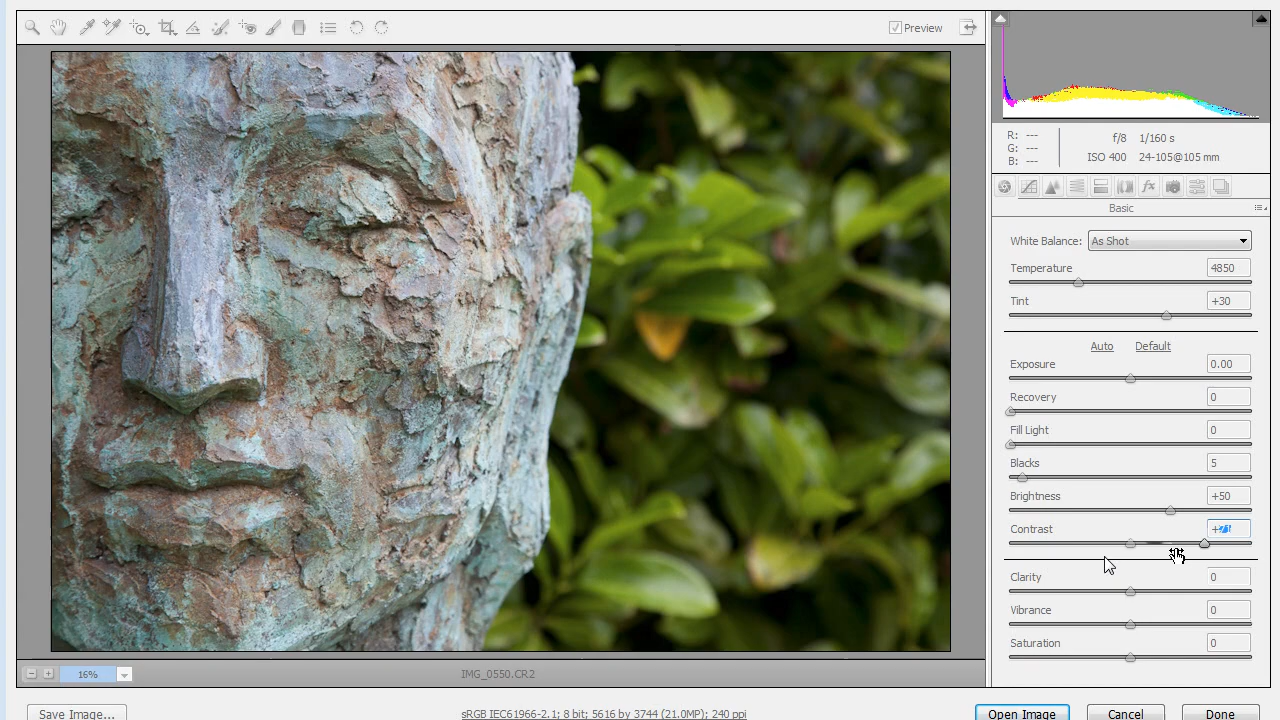 Preview
R: ---
G: ---
B: ---
f/8 1/160 s
ISO 400 24-105@105 mm
Basic
White Balance: As Shot
Temperature 4850
Tint +30
Auto Default
Exposure 0.00
Recovery 0
Fill Light 0
Blacks 5
Brightness +50
Contrast
Clarity 0
Vibrance 0
Saturation 0
16% IMG_0550.CR2
Save Image... sRGB IEC61966-2.1; 8 bit; 5616 by 3744 (21.0MP); 240 ppi Open Image Cancel Done